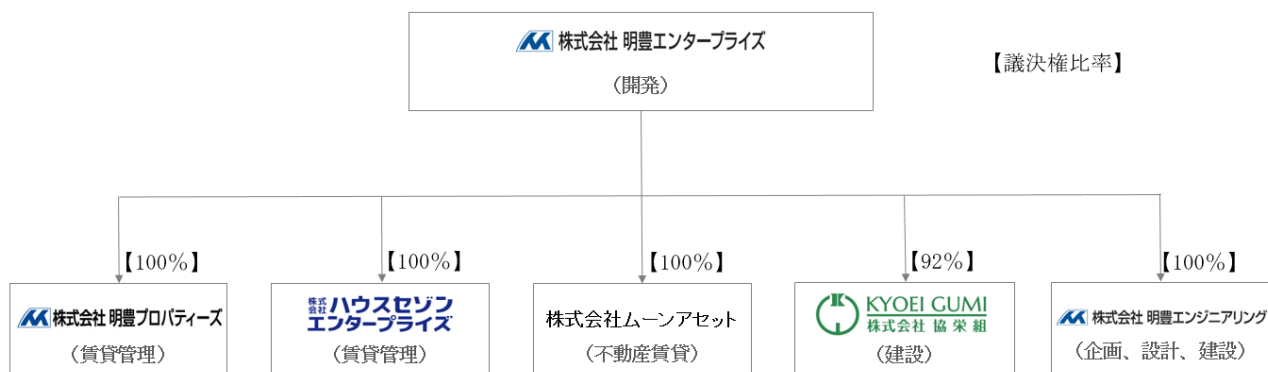 株式会社 明豊エンタープライズ
(開発)
【議決権比率】
【100%】
【100%】
【100%】
【92%】
【100%】
株式会社 明豊プロパティーズ
(賃貸管理)
株式会社 ハウスセゾン
エンタープライズ
(賃貸管理)
株式会社ムーンアセット
(不動産賃貸)
KYOEI GUMI
株式会社 協栄組
(建設)
株式会社 明豊エンジニアリング
(企画、設計、建設)